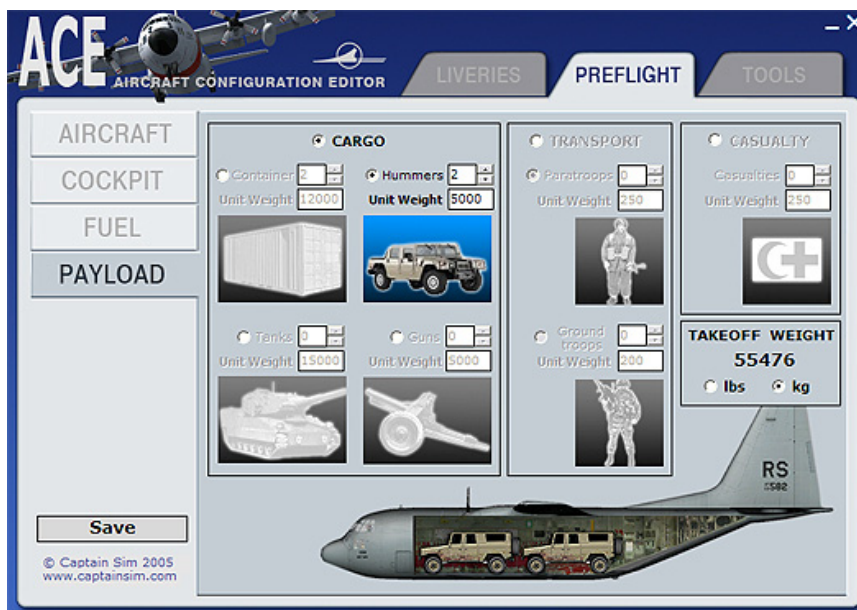 ACE AIRCRAFT CONFIGURATION EDITOR
LIVERIES
PREFLIGHT
TOOLS
AIRCRAFT
COCKPIT
FUEL
PAYLOAD
Save
© Captain Sim 2005
www.captainsim.com
CARGO
Container 2
Unit Weight 12000
Hummers 2
Unit Weight 5000
Tanks 0
Unit Weight 15000
Guns 0
Unit Weight 5000
TRANSPORT
Paratroops 0
Unit Weight 250
Ground troops 0
Unit Weight 200
CASUALTY
Casualties 0
Unit Weight 250
TAKEOFF WEIGHT
55476
lbs kg
RS